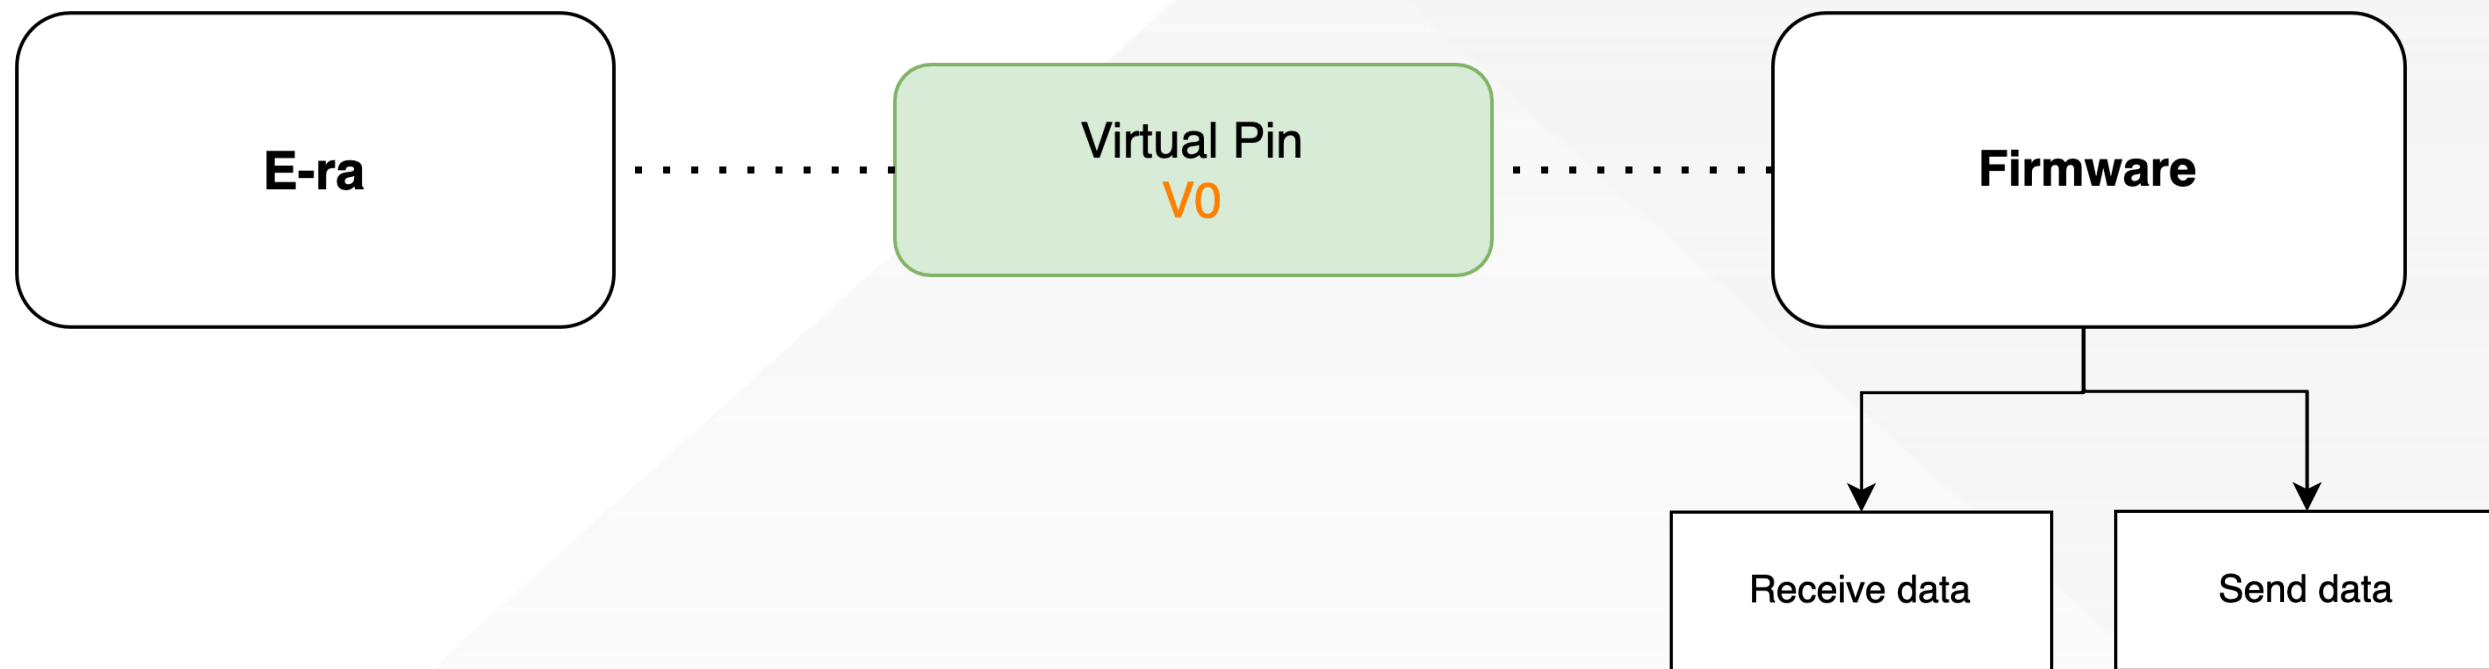 E-ra
Virtual Pin
V0
Firmware
Receive data
Send data